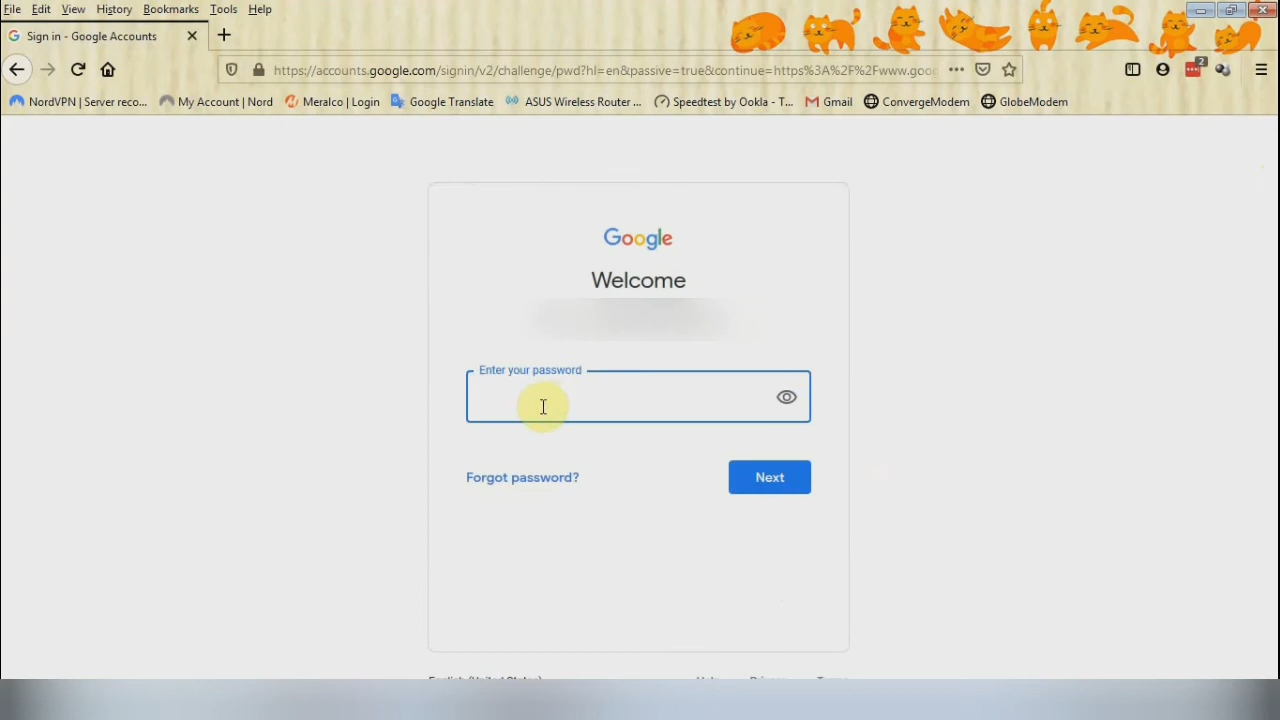 File Edit View History Bookmarks Tools Help
Sign in - Google Accounts
https://accounts.google.com/signin/v2/challenge/pwd?hl=en&passive=true&continue=https%3A%2F%2Fwww.goo
2
NordVPN | Server reco... My Account | Nord Meralco | Login Google Translate ASUS Wireless Router ... Speedtest by Ookla - T... Gmail ConvergeModem GlobeModem
Google
Welcome
Enter your password
Forgot password? Next